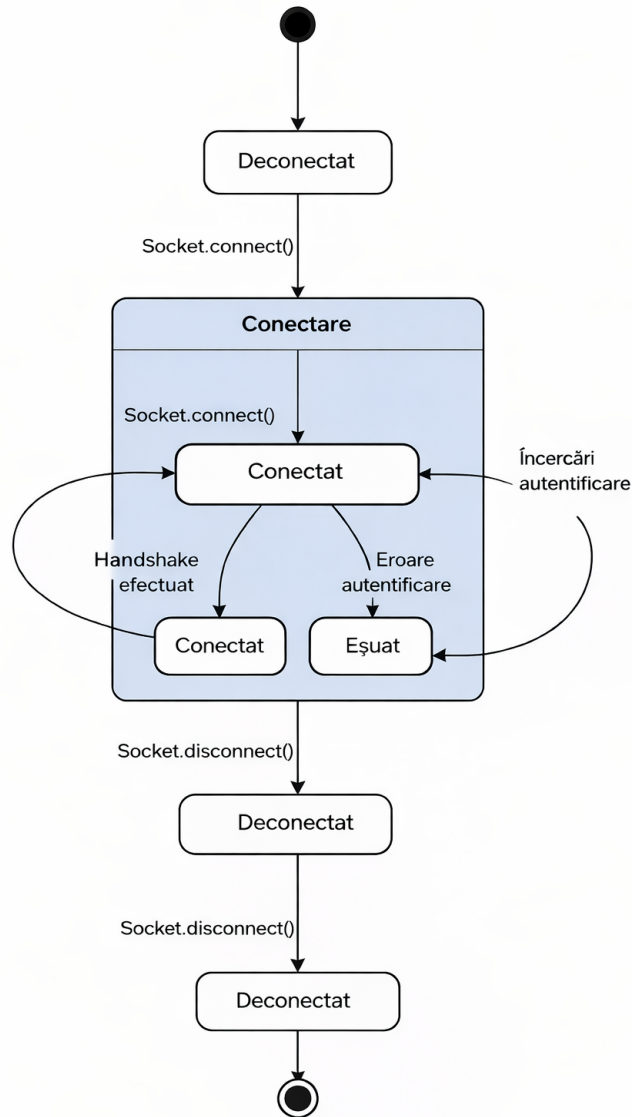 Deconectat
Socket.connect()
Conectare
Socket.connect()
Conectat
Încercări
autentificare
Handshake
efectuat
Eroare
autentificare
Conectat
Eşuat
Socket.disconnect()
Deconectat
Socket.disconnect()
Deconectat